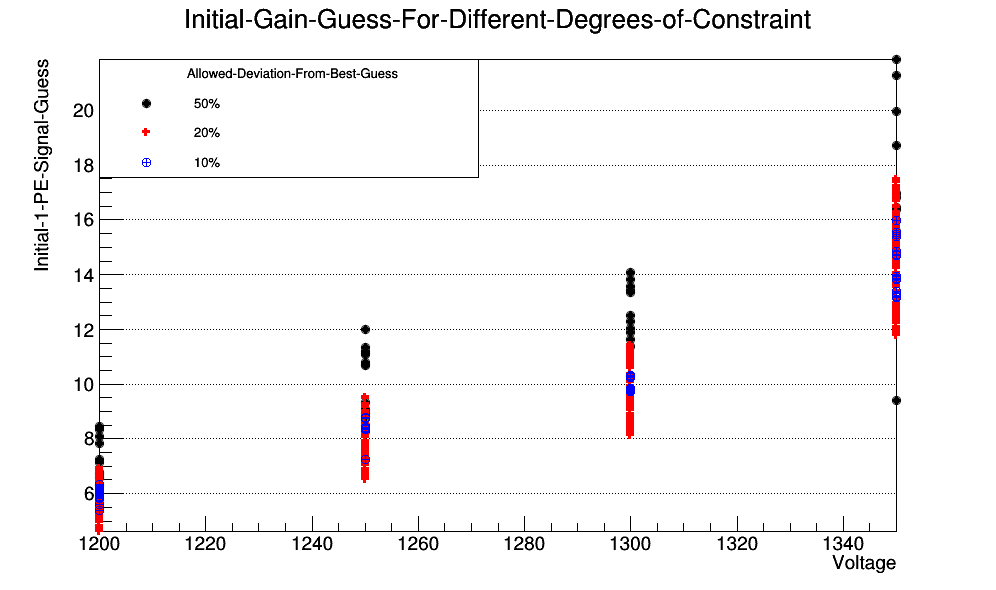 Initial-Gain-Guess-For-Different-Degrees-of-Constraint
Initial-1-PE-Signal-Guess
Allowed-Deviation-From-Best-Guess
50%
20%
10%
20
18
16
14
12
10
8
6
1200 1220 1240 1260 1280 1300 1320 1340
Voltage